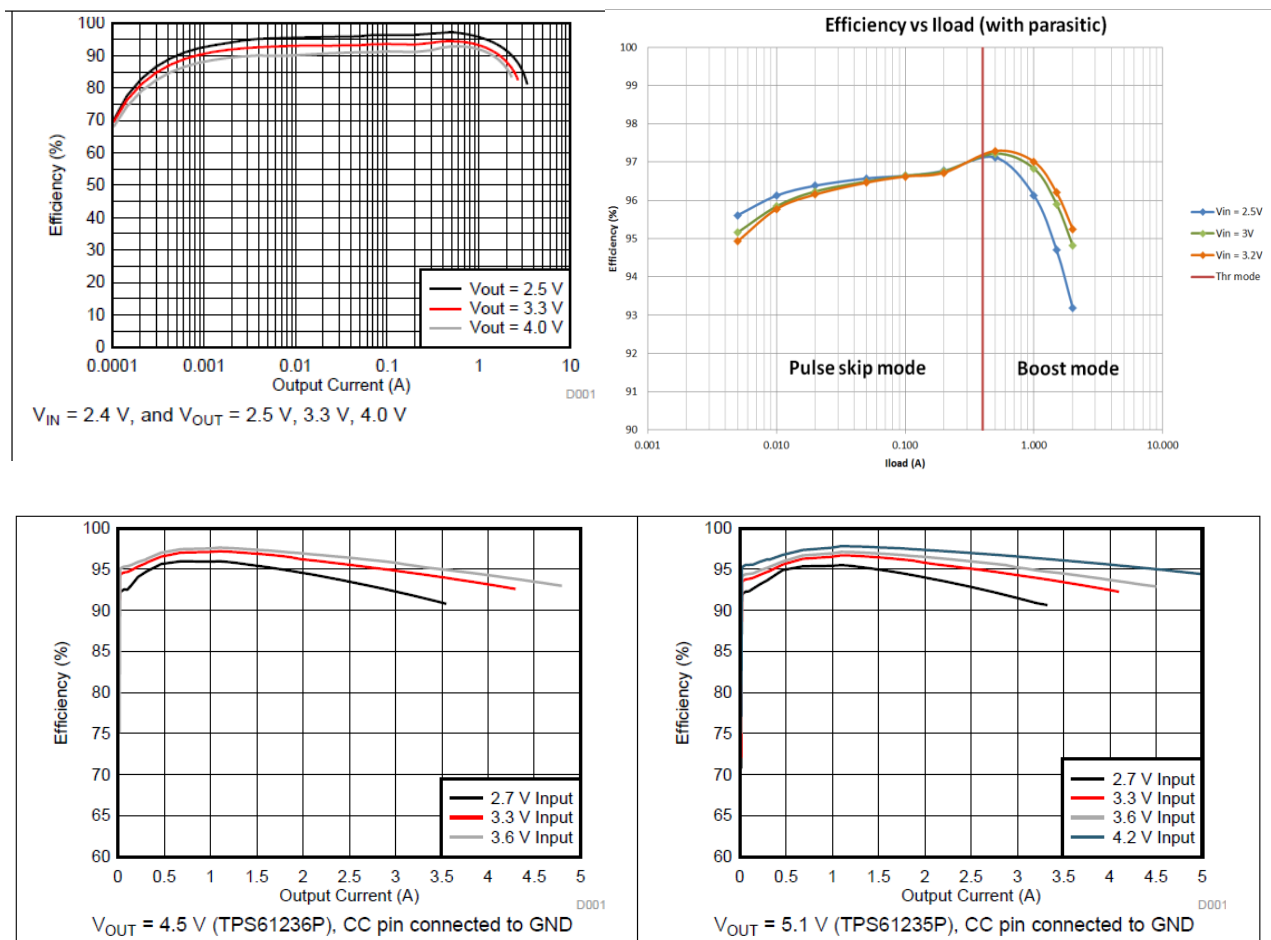 100
90
80
70
60
50
40
30
20
10
0
Efficiency (%)
Vout = 2.5 V
Vout = 3.3 V
Vout = 4.0 V
0.0001 0.001 0.01 0.1 1 10
Output Current (A)
D001
VIN = 2.4 V, and VOUT = 2.5 V, 3.3 V, 4.0 V
Efficiency vs Iload (with parasitic)
100
99
98
97
96
95
94
93
92
91
90
Efficiency (%)
Vin = 2.5V
Vin = 3V
Vin = 3.2V
Thr mode
Pulse skip mode Boost mode
0.001 0.010 0.100 1.000 10.000
Iload (A)
100
95
90
85
80
75
70
65
60
Efficiency (%)
2.7 V Input
3.3 V Input
3.6 V Input
0 0.5 1 1.5 2 2.5 3 3.5 4 4.5 5
Output Current (A)
D001
VOUT = 4.5 V (TPS61236P), CC pin connected to GND
100
95
90
85
80
75
70
65
60
Efficiency (%)
2.7 V Input
3.3 V Input
3.6 V Input
4.2 V Input
0 0.5 1 1.5 2 2.5 3 3.5 4 4.5 5
Output Current (A)
D001
VOUT = 5.1 V (TPS61235P), CC pin connected to GND